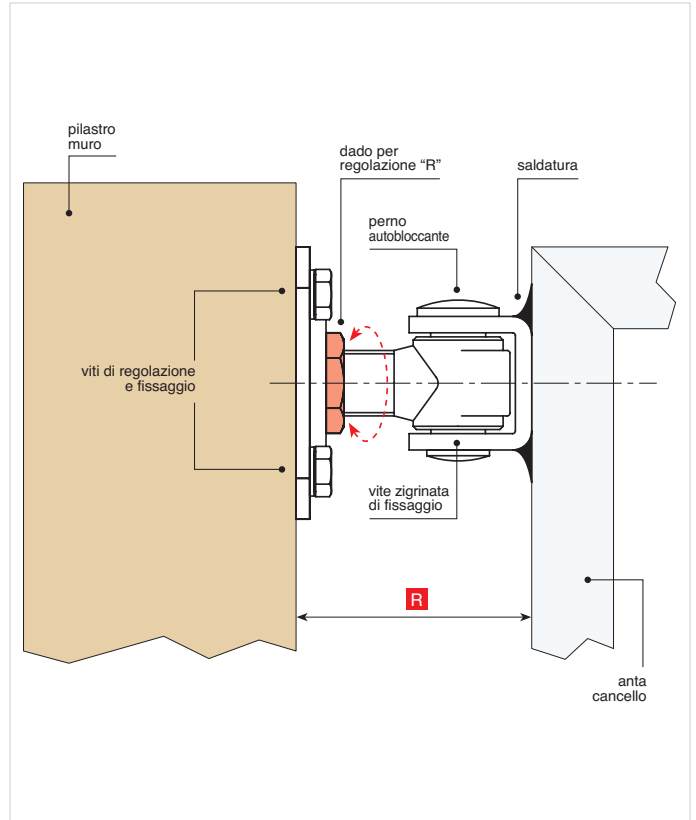 pilastro
muro
dado per
regolazione “R”
saldatura
perno
autobloccante
viti di regolazione
e fissaggio
vite zigrinata
di fissaggio
R
anta
cancello